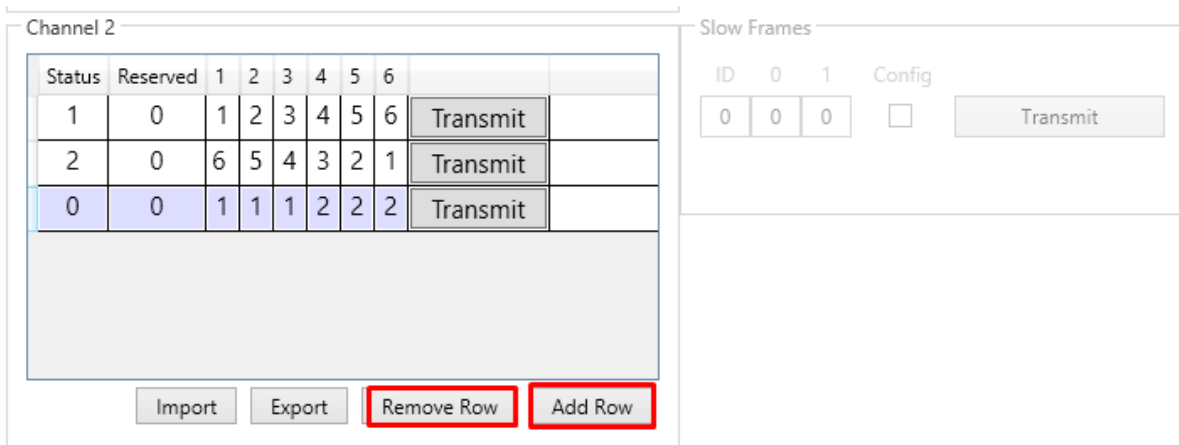 Channel 2
Status Reserved 1 2 3 4 5 6
1 0 1 2 3 4 5 6 Transmit
2 0 6 5 4 3 2 1 Transmit
0 0 1 1 1 2 2 2 Transmit
Import Export Remove Row Add Row
Slow Frames
ID 0 1 Config
0 0 0 Transmit